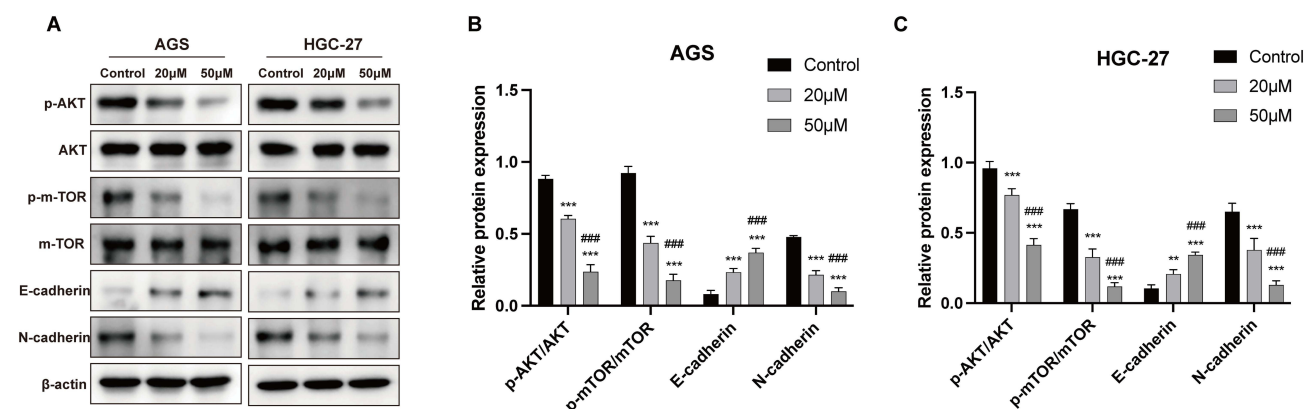 A
AGS
HGC-27
Control 20μM 50μM
Control 20μM 50μM
p-AKT
AKT
p-m-TOR
m-TOR
E-cadherin
N-cadherin
β-actin
B
AGS
Control
20μM
50μM
Relative protein expression
1.5
1.0
0.5
0.0
***
###
***
***
###
***
***
###
***
***
###
***
p-AKT/AKT
p-mTOR/mTOR
E-cadherin
N-cadherin
C
HGC-27
Control
20μM
50μM
Relative protein expression
1.5
1.0
0.5
0.0
***
###
***
***
###
***
**
###
***
***
###
***
p-AKT/AKT
p-mTOR/mTOR
E-cadherin
N-cadherin